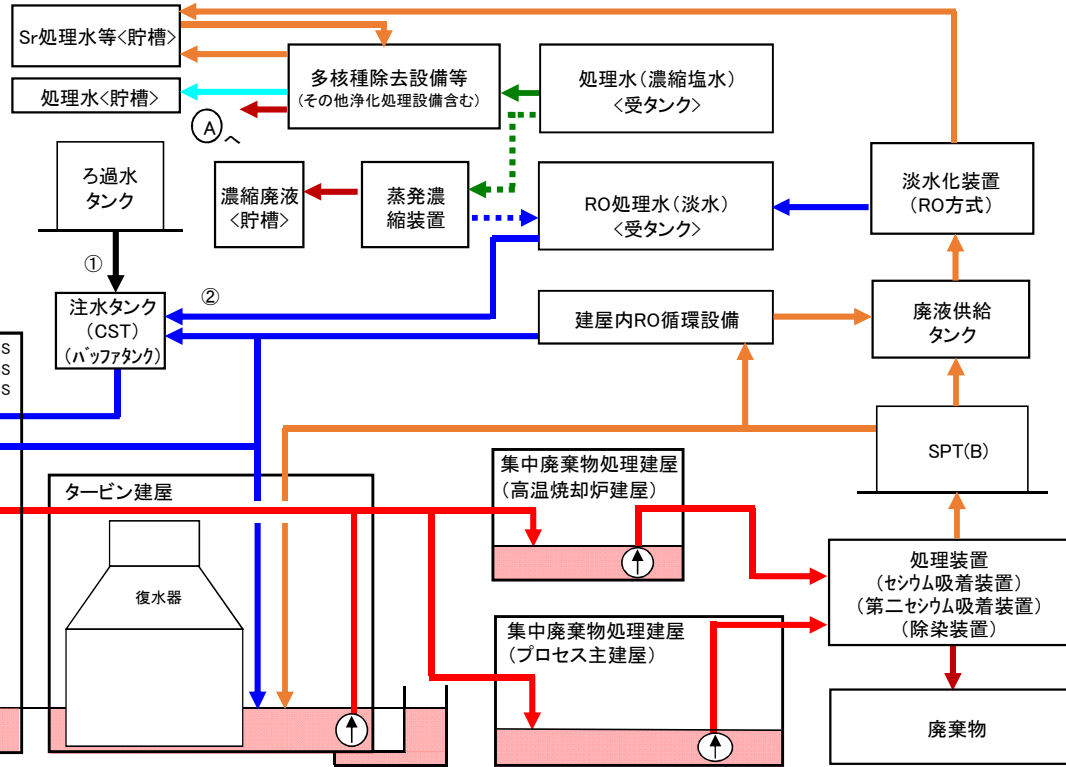 Sr処理水等<貯槽>
処理水<貯槽>
多核種除去設備等
(その他浄化処理設備含む)
処理水(濃縮塩水)
<受タンク>
A
へ
ろ過水
タンク
濃縮廃液
<貯槽>
蒸発濃
縮装置
RO処理水(淡水)
<受タンク>
淡水化装置
(RO方式)
①
②
注水タンク
(CST)
(バッファタンク)
建屋内RO循環設備
廃液供給
タンク
S
S
S
SPT(B)
タービン建屋
復水器
集中廃棄物処理建屋
(高温焼却炉建屋)
処理装置
(セシウム吸着装置)
(第二セシウム吸着装置)
(除染装置)
集中廃棄物処理建屋
(プロセス主建屋)
廃棄物